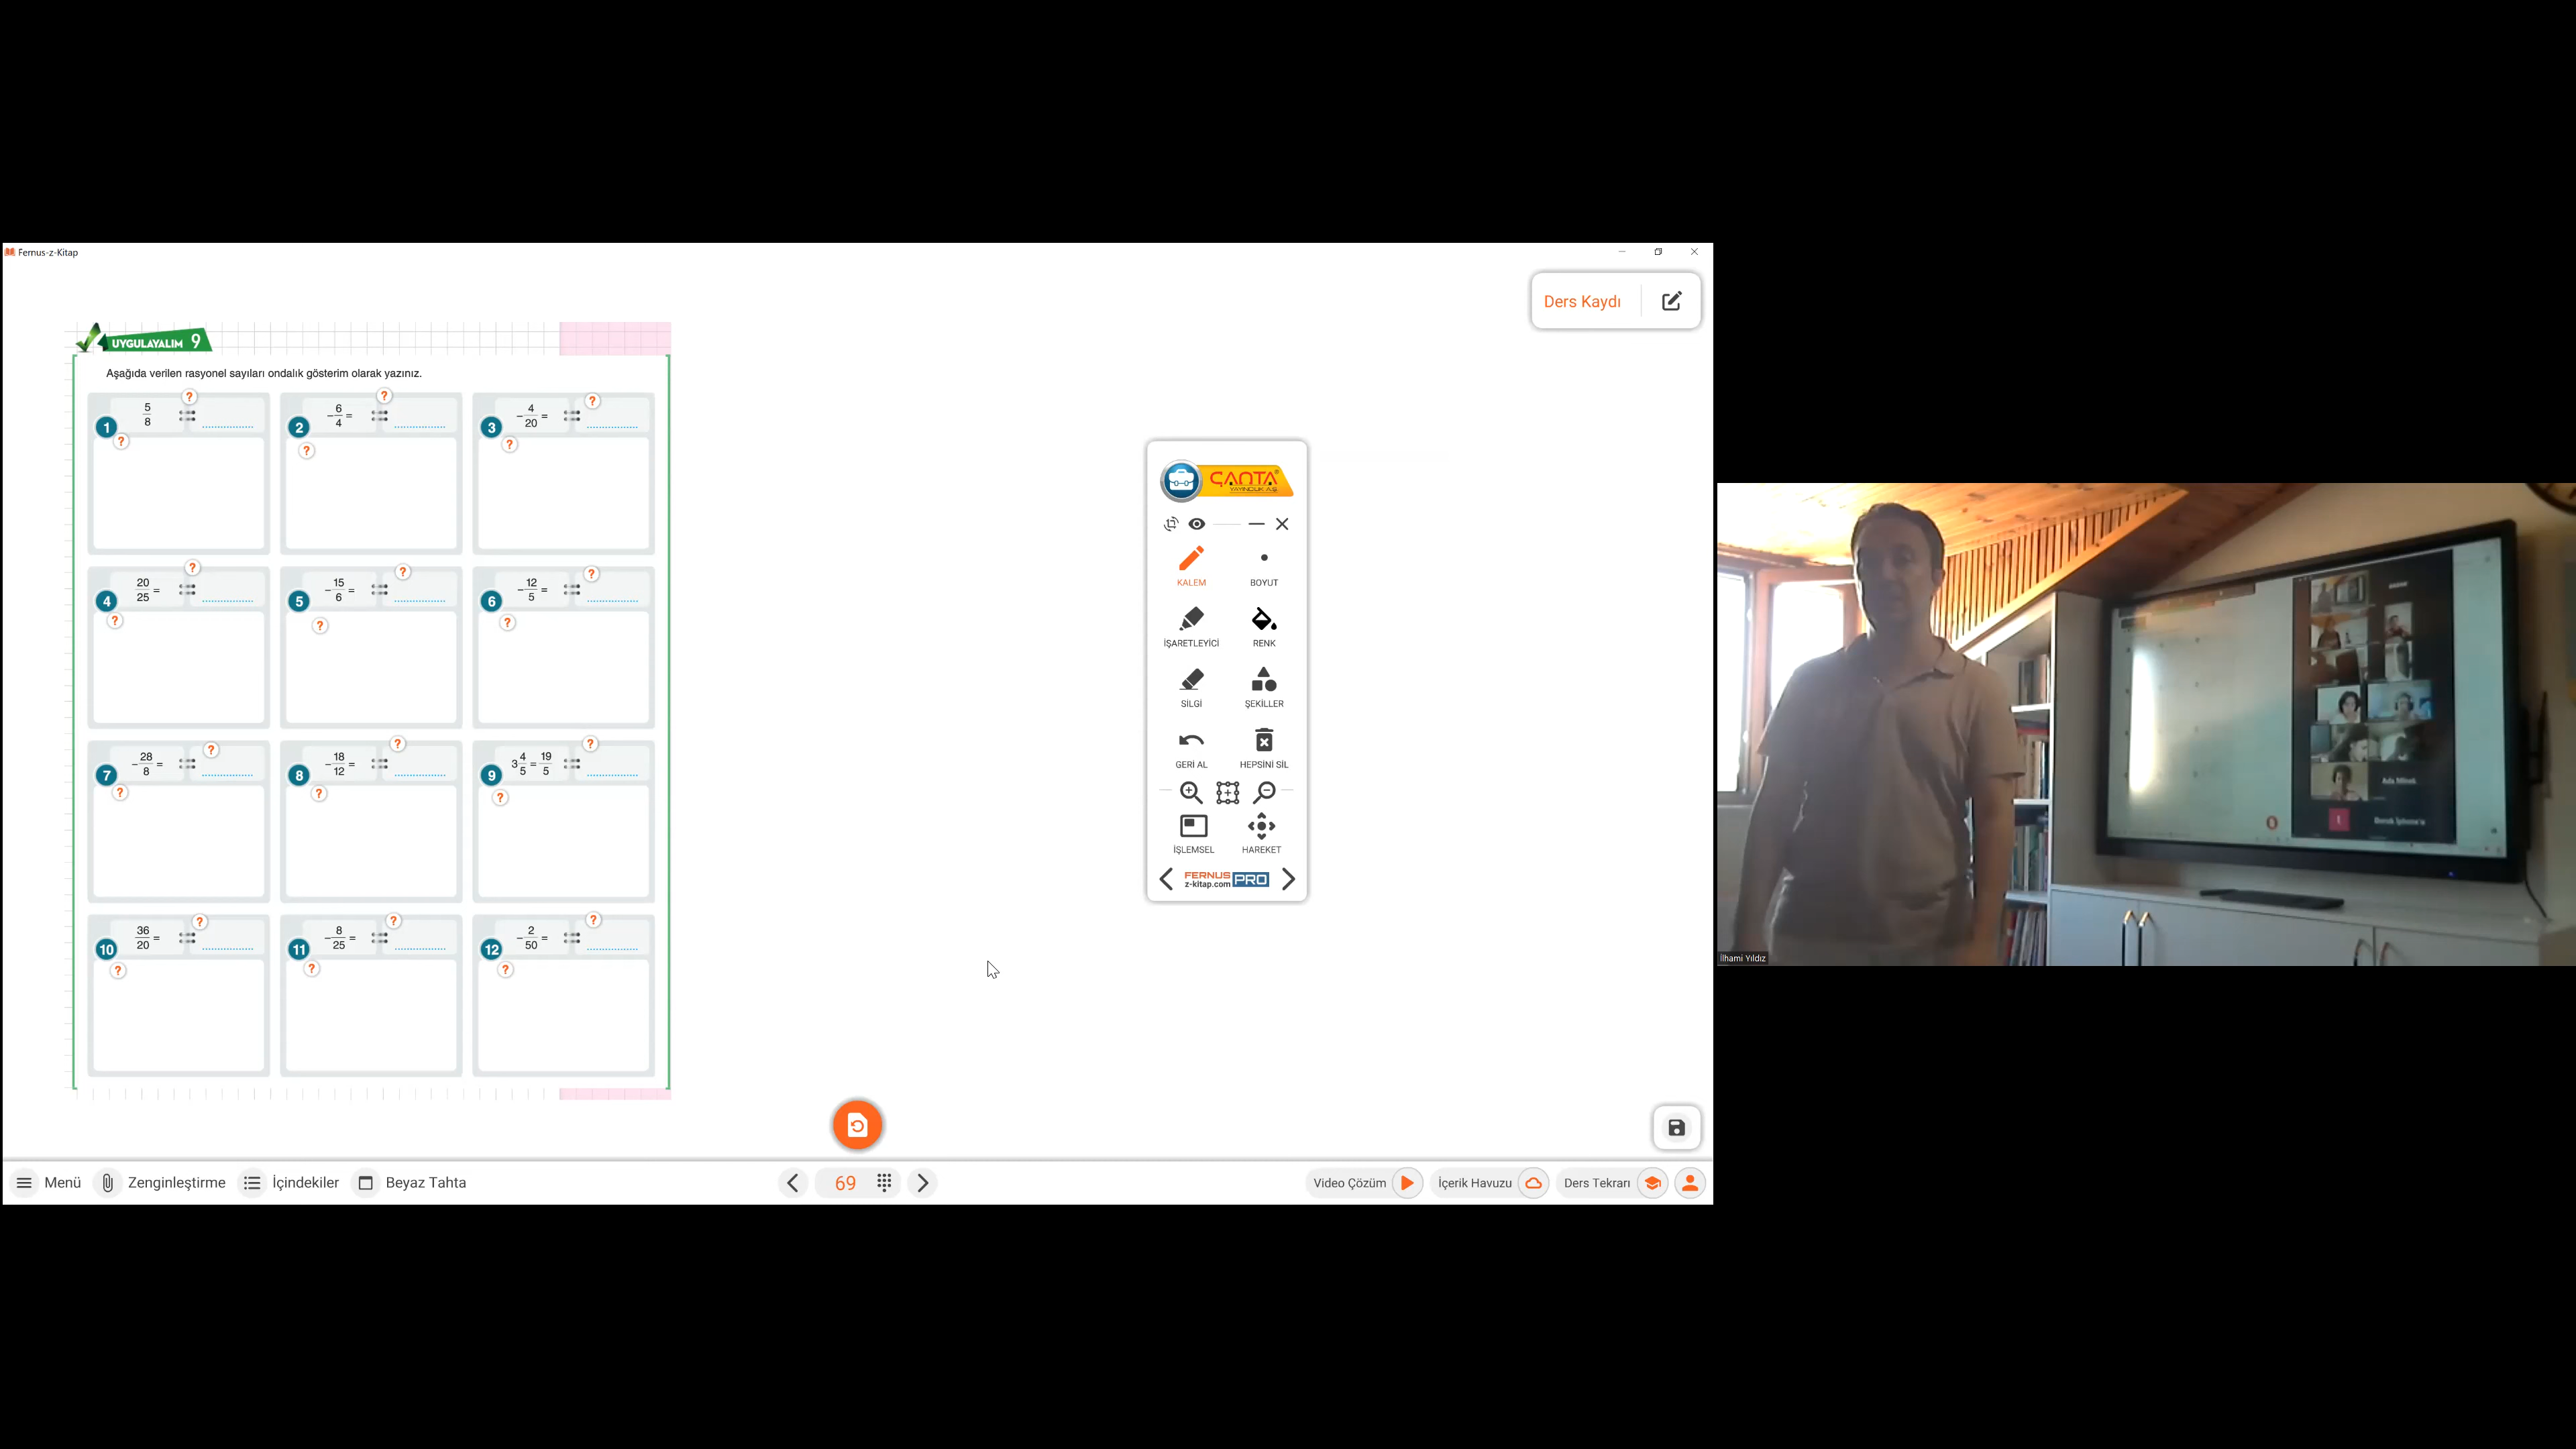 Fernus-z-Kitap
Ders Kaydı
UYGULAYALIM 9
Aşağıda verilen rasyonel sayıları ondalık gösterim olarak yazınız.
1 5/8 ? ?
2 -6/4 = ? ?
3 -4/20 = ? ?
4 20/25 = ? ?
5 -15/6 = ? ?
6 -12/5 = ? ?
7 -28/8 = ? ?
8 -18/12 = ? ?
9 3 4/5 = 19/5 ? ?
10 36/20 = ? ?
11 -8/25 = ? ?
12 -2/50 = ? ?
ÇANTA
YAYINCILIK A.Ş.
KALEM BOYUT
İŞARETLEYİCİ RENK
SİLGİ ŞEKİLLER
GERİ AL HEPSİNİ SİL
İŞLEMSEL HAREKET
FERNUS
z-kitap.com PRO
Menü Zenginleştirme İçindekiler Beyaz Tahta 69 Video Çözüm İçerik Havuzu Ders Tekrarı
İlhami Yıldız